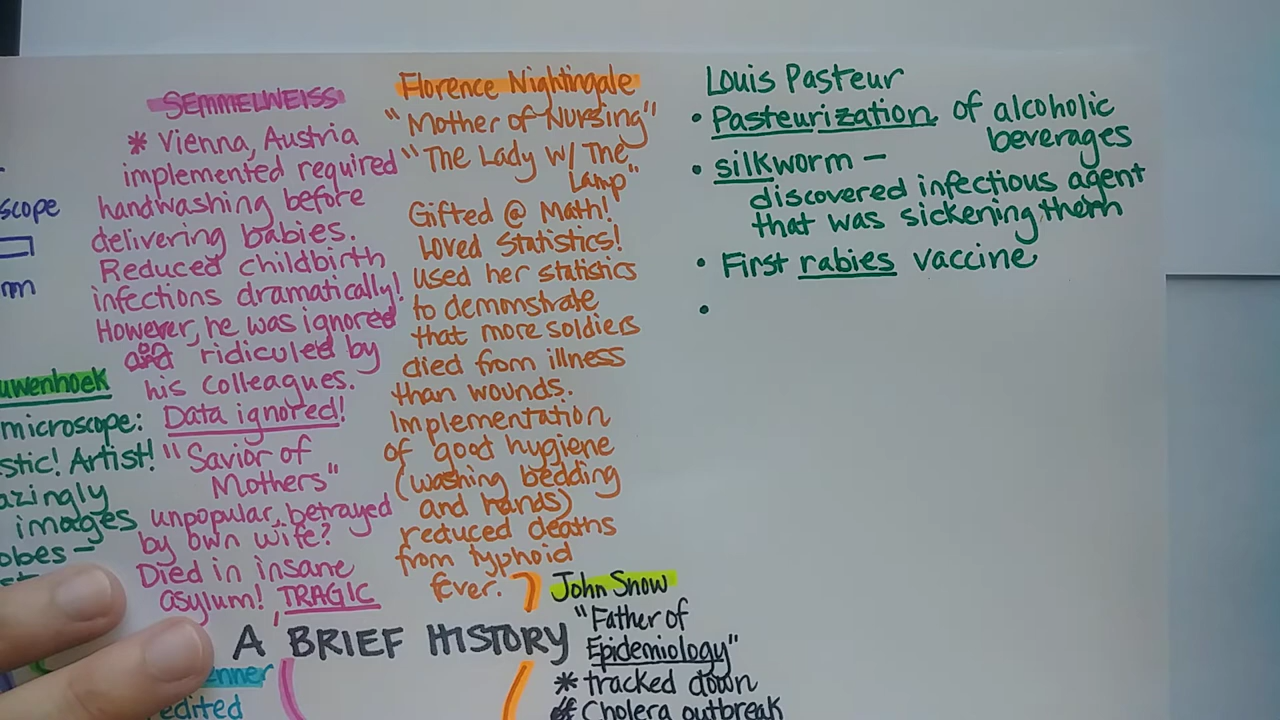 scope
rm
uwenhoek
microscope:
stic! Artist!
azingly
images
obes –
SEMMELWEISS
* Vienna, Austria
implemented required
handwashing before
delivering babies.
Reduced childbirth
infections dramatically!
However, he was ignored
and ridiculed by
his colleagues.
Data ignored!
"Savior of
Mothers"
unpopular, betrayed
by own wife?
Died in insane
asylum! TRAGIC
Florence Nightingale
"Mother of Nursing"
"The Lady w/ The
Lamp"
Gifted @ Math!
Loved Statistics!
used her statistics
to demonstrate
that more soldiers
died from illness
than wounds.
Implementation
of good hygiene
(washing bedding
and hands)
reduced deaths
from typhoid
fever.
Louis Pasteur
• Pasteurization of alcoholic
beverages
• silkworm –
discovered infectious agent
that was sickening them
• First rabies vaccine
•
John Snow
"Father of
Epidemiology"
* tracked down
Cholera outbreak
A BRIEF HISTORY
enner
edited